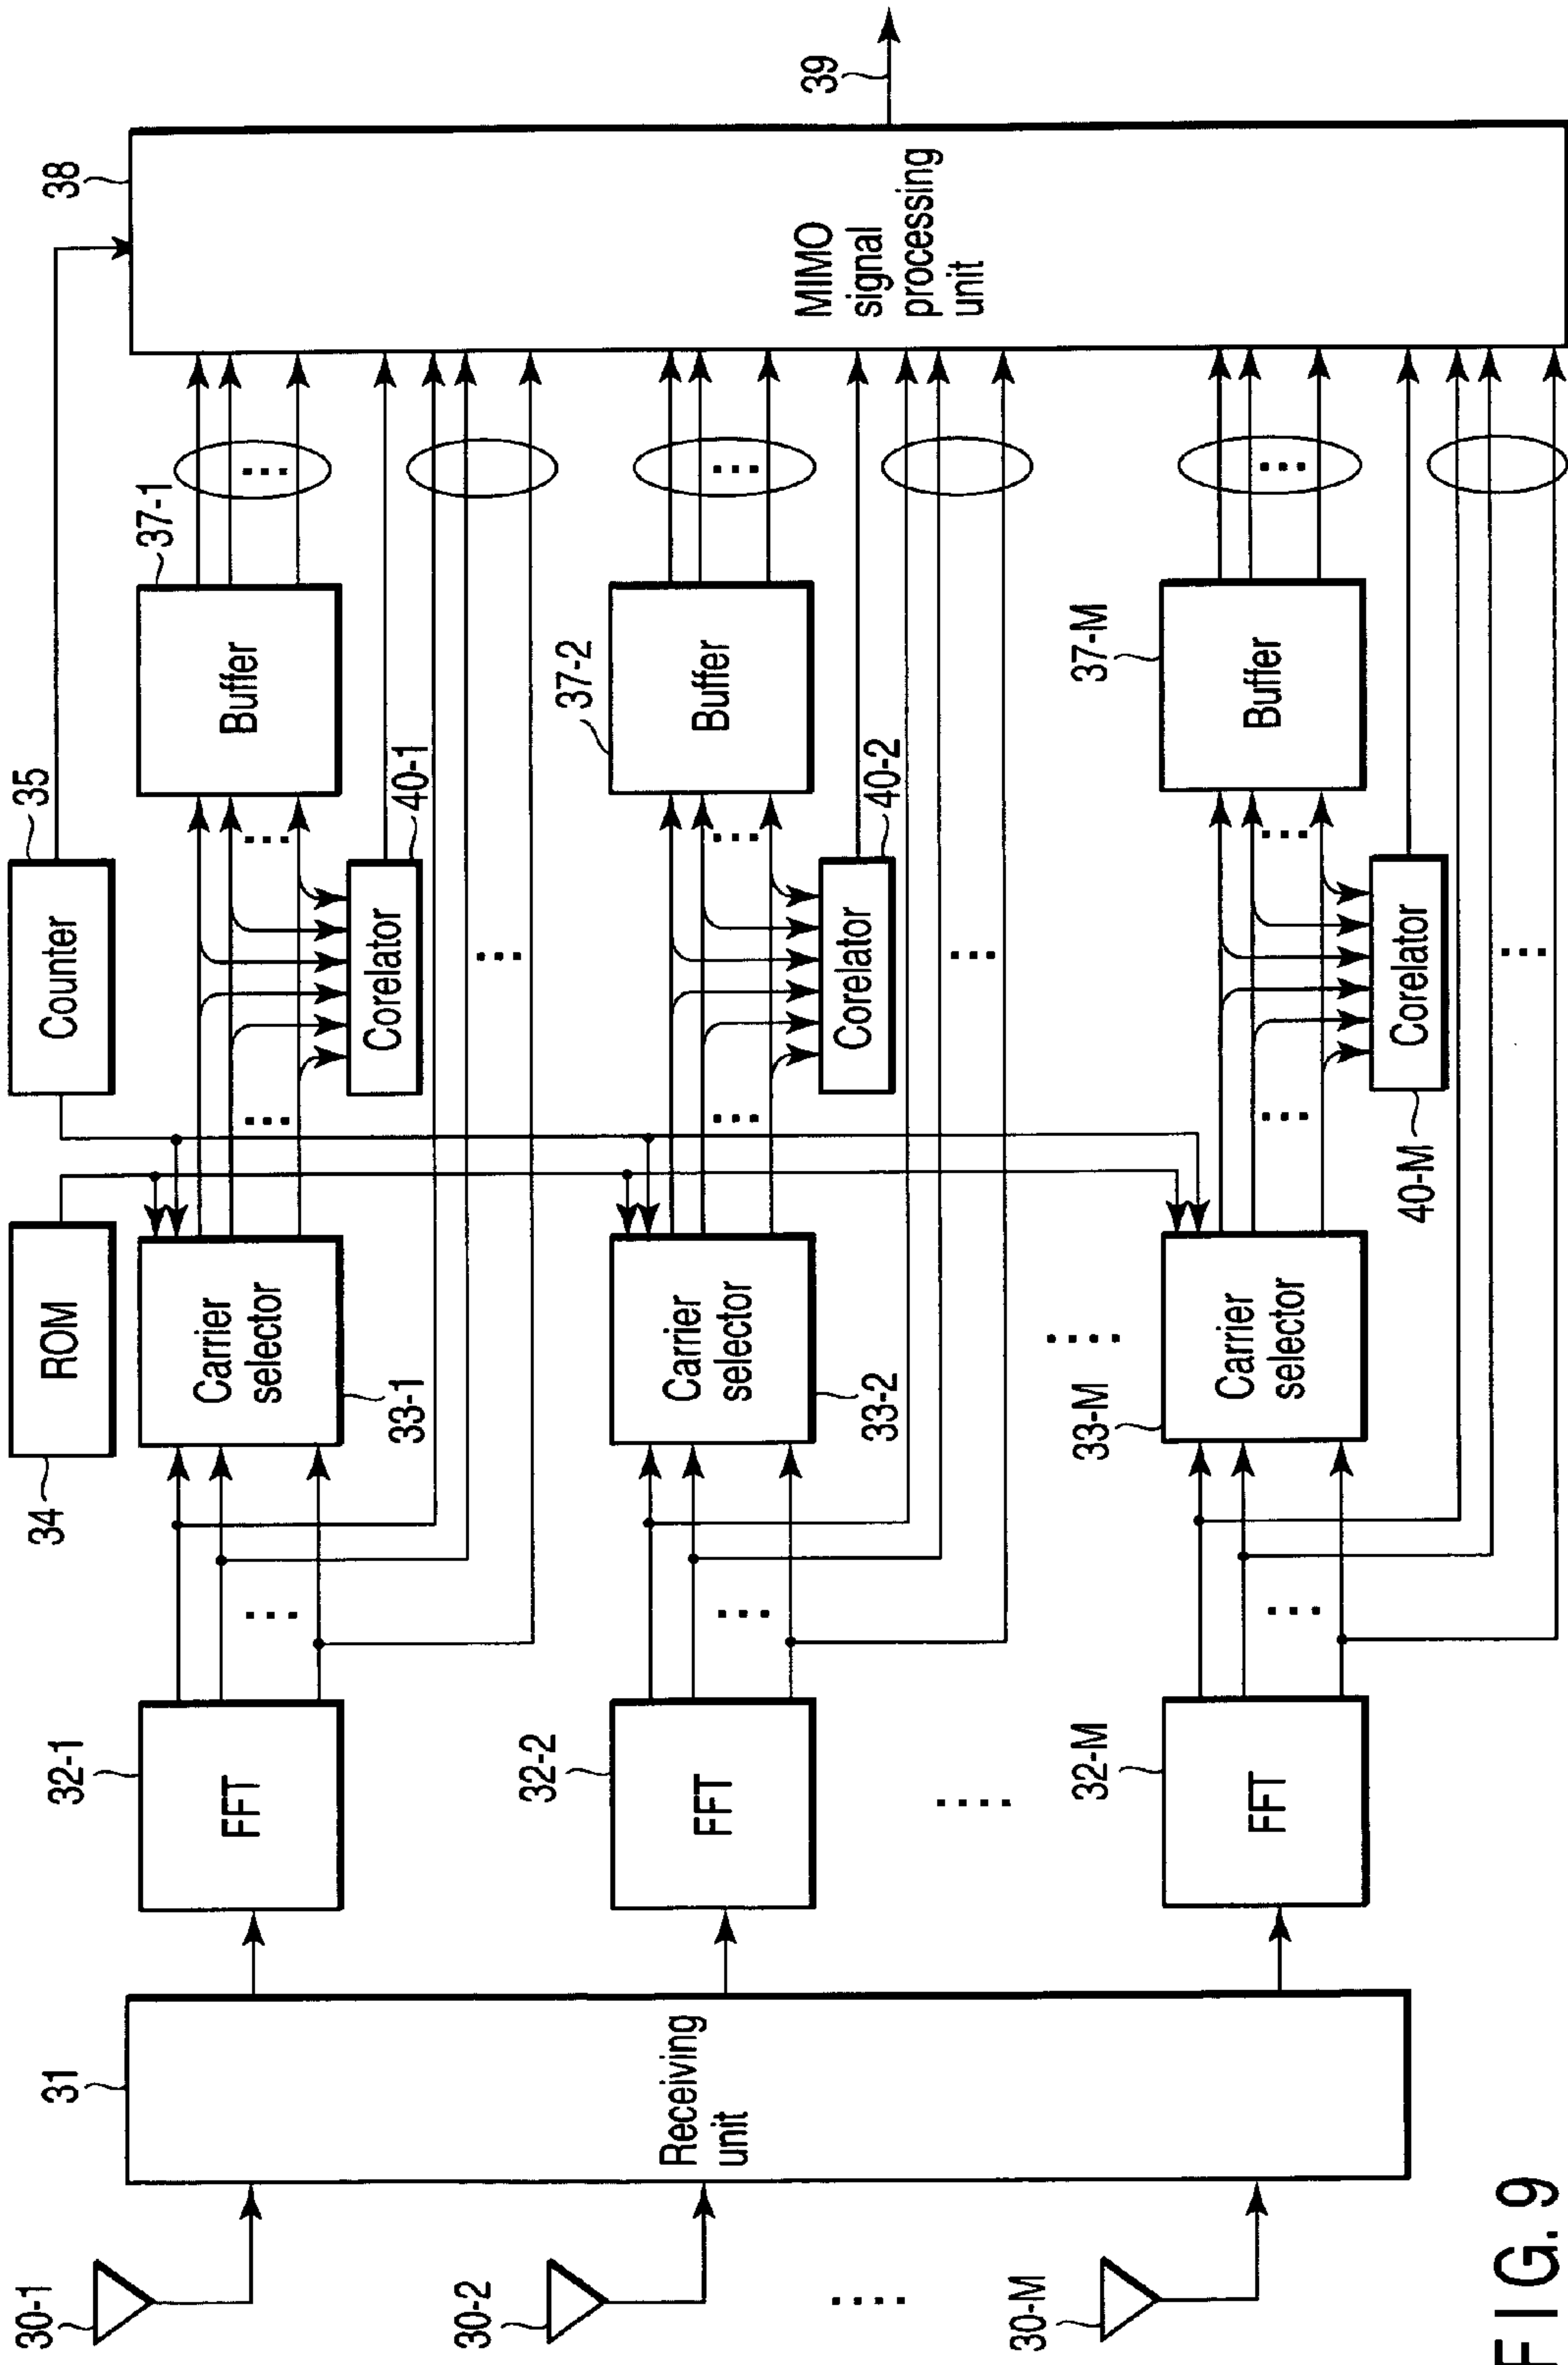 30-1
30-2
30-M
31
Receiving
unit
32-1
FFT
32-2
FFT
32-M
FFT
34
ROM
35
Counter
Carrier
selector
33-1
Carrier
selector
33-2
33-M
Carrier
selector
Corelator
40-1
Corelator
40-2
Corelator
40-M
37-1
Buffer
37-2
Buffer
37-M
Buffer
38
MIMO
signal
processing
unit
39
FIG. 9